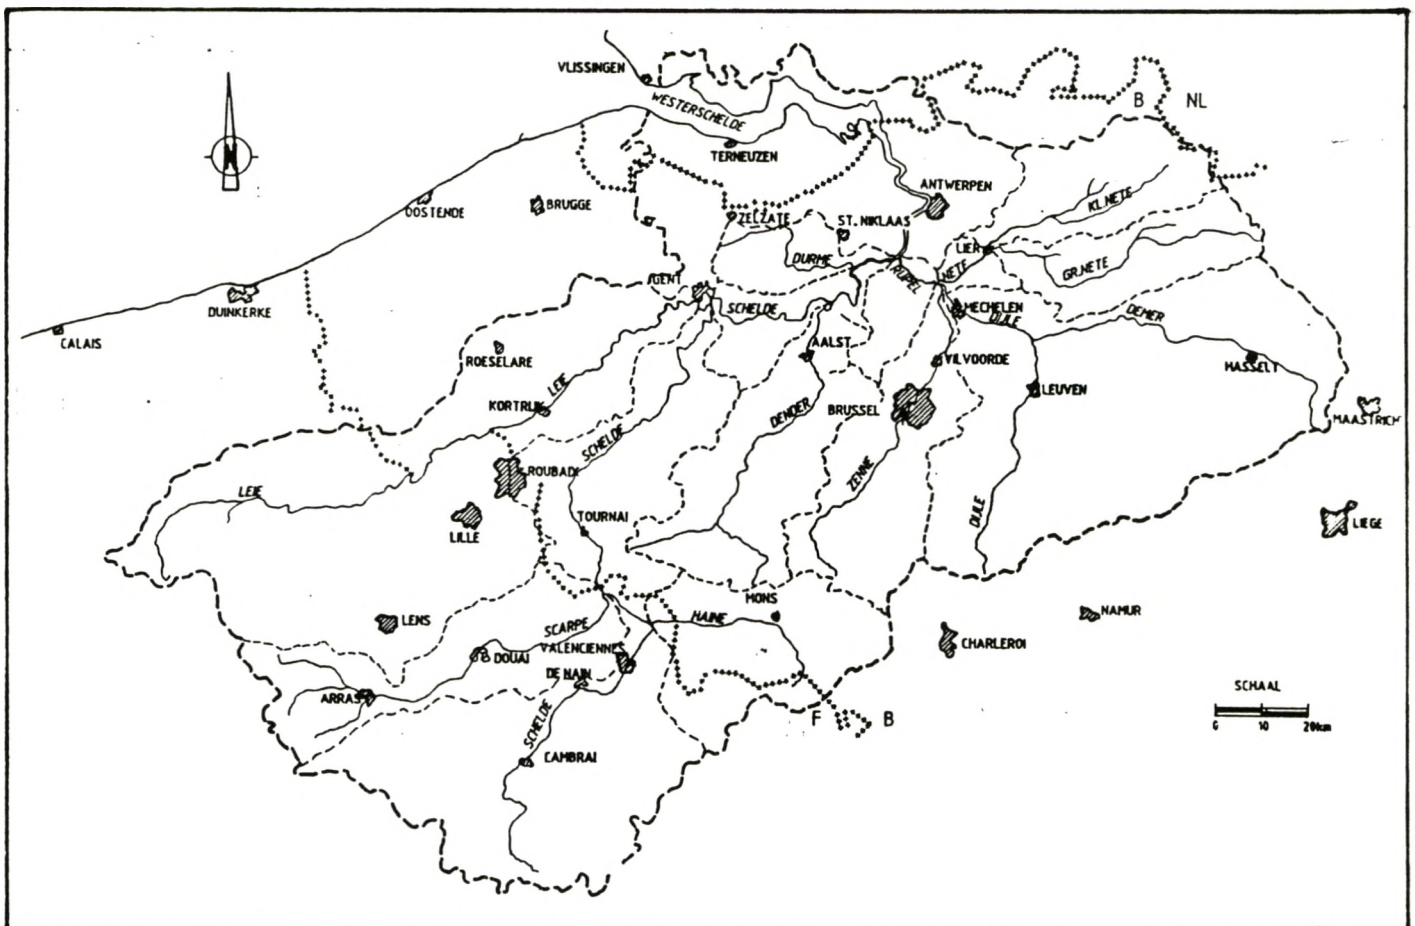 VLISSINGEN
WESTERSCHELDE
B NL
TERNEUZEN
ANTWERPEN
OOSTENDE
BRUGGE
ZELZATE
ST. NIKLAAS
KL. NETE
LIER
DURME
RUPEL
NETE
GR. NETE
GENT
DUINKERKE
SCHELDE
MECHELEN
DIJLE
DEMER
CALAIS
AALST
ROESELARE
VILVOORDE
HASSELT
LEIE
LEUVEN
KORTRIJK
DENDER
BRUSSEL
MAASTRICH
SCHELDE
ROUBAIX
ZENNE
LEIE
DIJLE
TOURNAI
LILLE
LIEGE
MONS
NAMUR
LENS
SCARPE
HAINE
VALENCIENNES
CHARLEROI
DOUAI
DENAIN
ARRAS
SCHELDE
F B
SCHAAL
0 10 20km
CAMBRAI